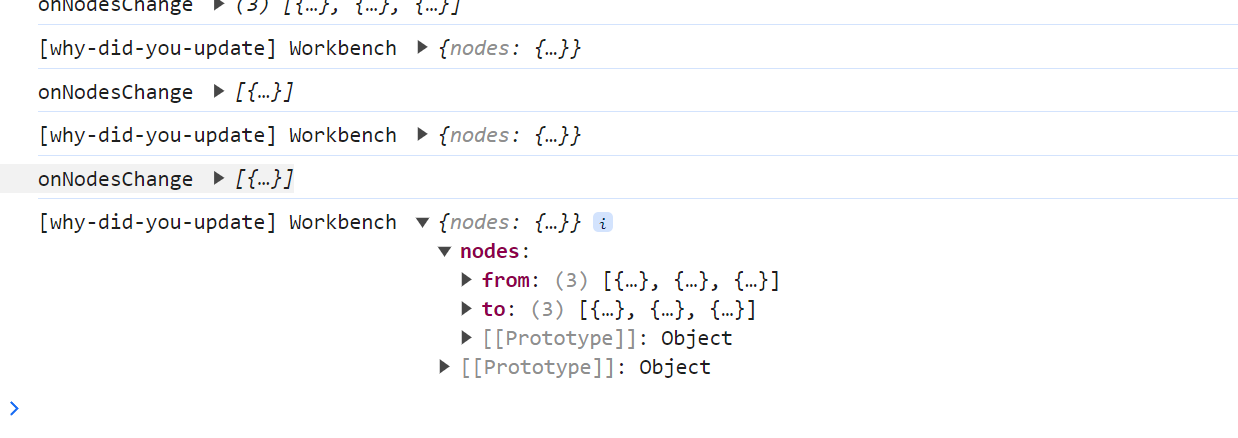 onNodesChange ▶ (3) [{…}, {…}, {…}]
[why-did-you-update] Workbench ▶ {nodes: {…}}
onNodesChange ▶ [{…}]
[why-did-you-update] Workbench ▶ {nodes: {…}}
onNodesChange ▶ [{…}]
[why-did-you-update] Workbench ▼ {nodes: {…}} i
▼ nodes:
▶ from: (3) [{…}, {…}, {…}]
▶ to: (3) [{…}, {…}, {…}]
▶ [[Prototype]]: Object
▶ [[Prototype]]: Object
>